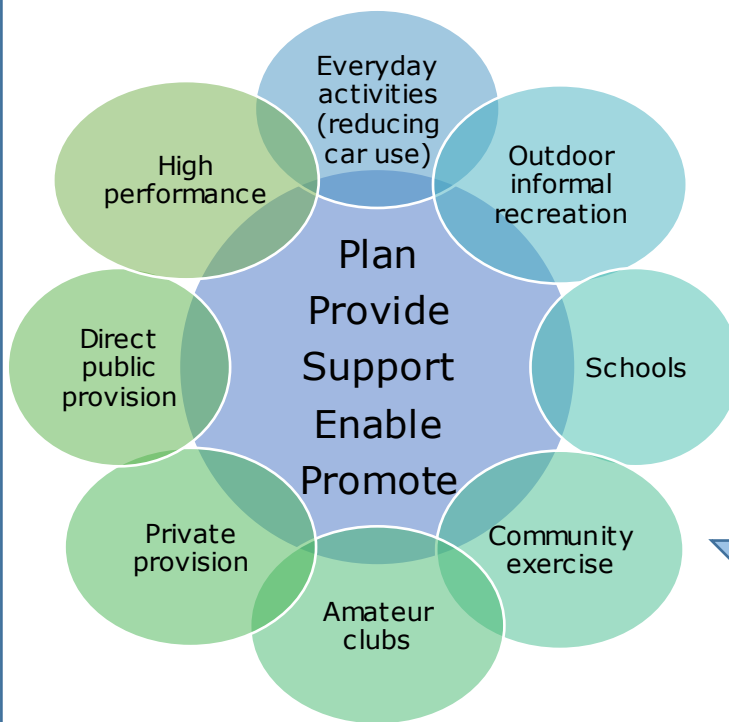 Everyday
activities
(reducing
car use)
Outdoor
informal
recreation
Schools
Community
exercise
Amateur
clubs
Private
provision
Direct
public
provision
High
performance
Plan
Provide
Support
Enable
Promote